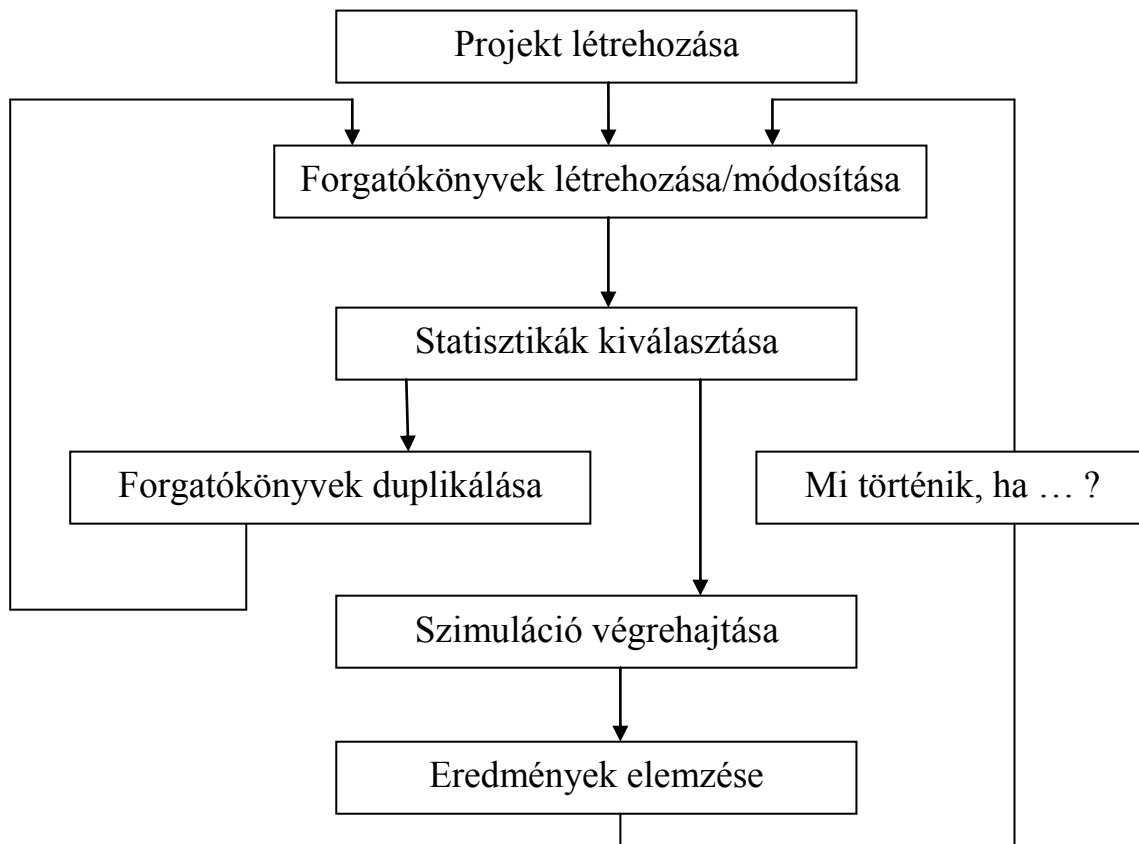 Projekt létrehozása
Forgatókönyvek létrehozása/módosítása
Statisztikák kiválasztása
Forgatókönyvek duplikálása
Mi történik, ha … ?
Szimuláció végrehajtása
Eredmények elemzése